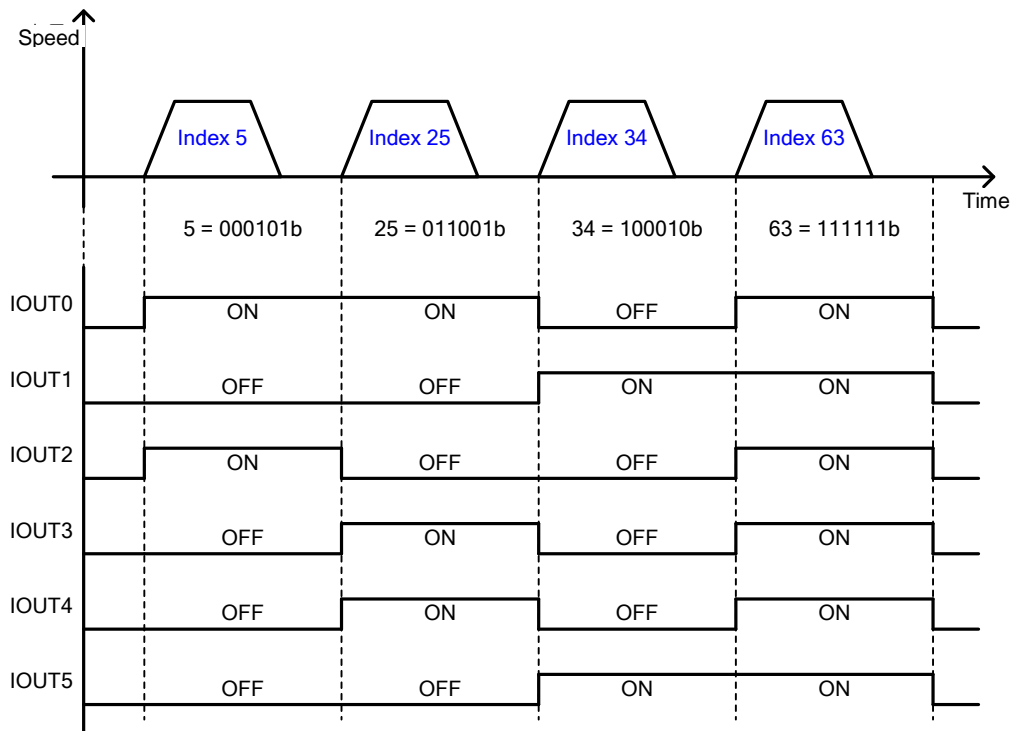 Speed
Index 5 Index 25 Index 34 Index 63
Time
5 = 000101b 25 = 011001b 34 = 100010b 63 = 111111b
IOUT0 ON ON OFF ON
IOUT1 OFF OFF ON ON
IOUT2 ON OFF OFF ON
IOUT3 OFF ON OFF ON
IOUT4 OFF ON OFF ON
IOUT5 OFF OFF ON ON